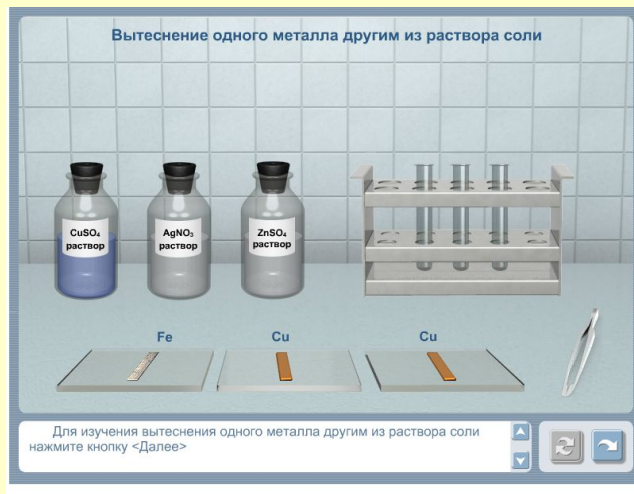 Вытеснение одного металла другим из раствора соли
CuSO₄
раствор
AgNO₃
раствор
ZnSO₄
раствор
Fe
Cu
Cu
Для изучения вытеснения одного металла другим из раствора соли
нажмите кнопку <Далее>